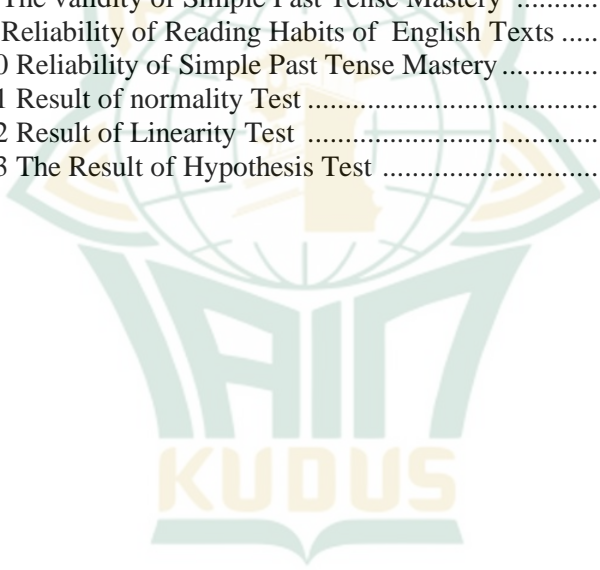 The validity of Simple Past Tense Mastery ...........
Reliability of Reading Habits of English Texts .....
0 Reliability of Simple Past Tense Mastery.............
1 Result of normality Test ......................................
2 Result of Linearity Test ......................................
3 The Result of Hypothesis Test ............................
IAIN
KUDUS